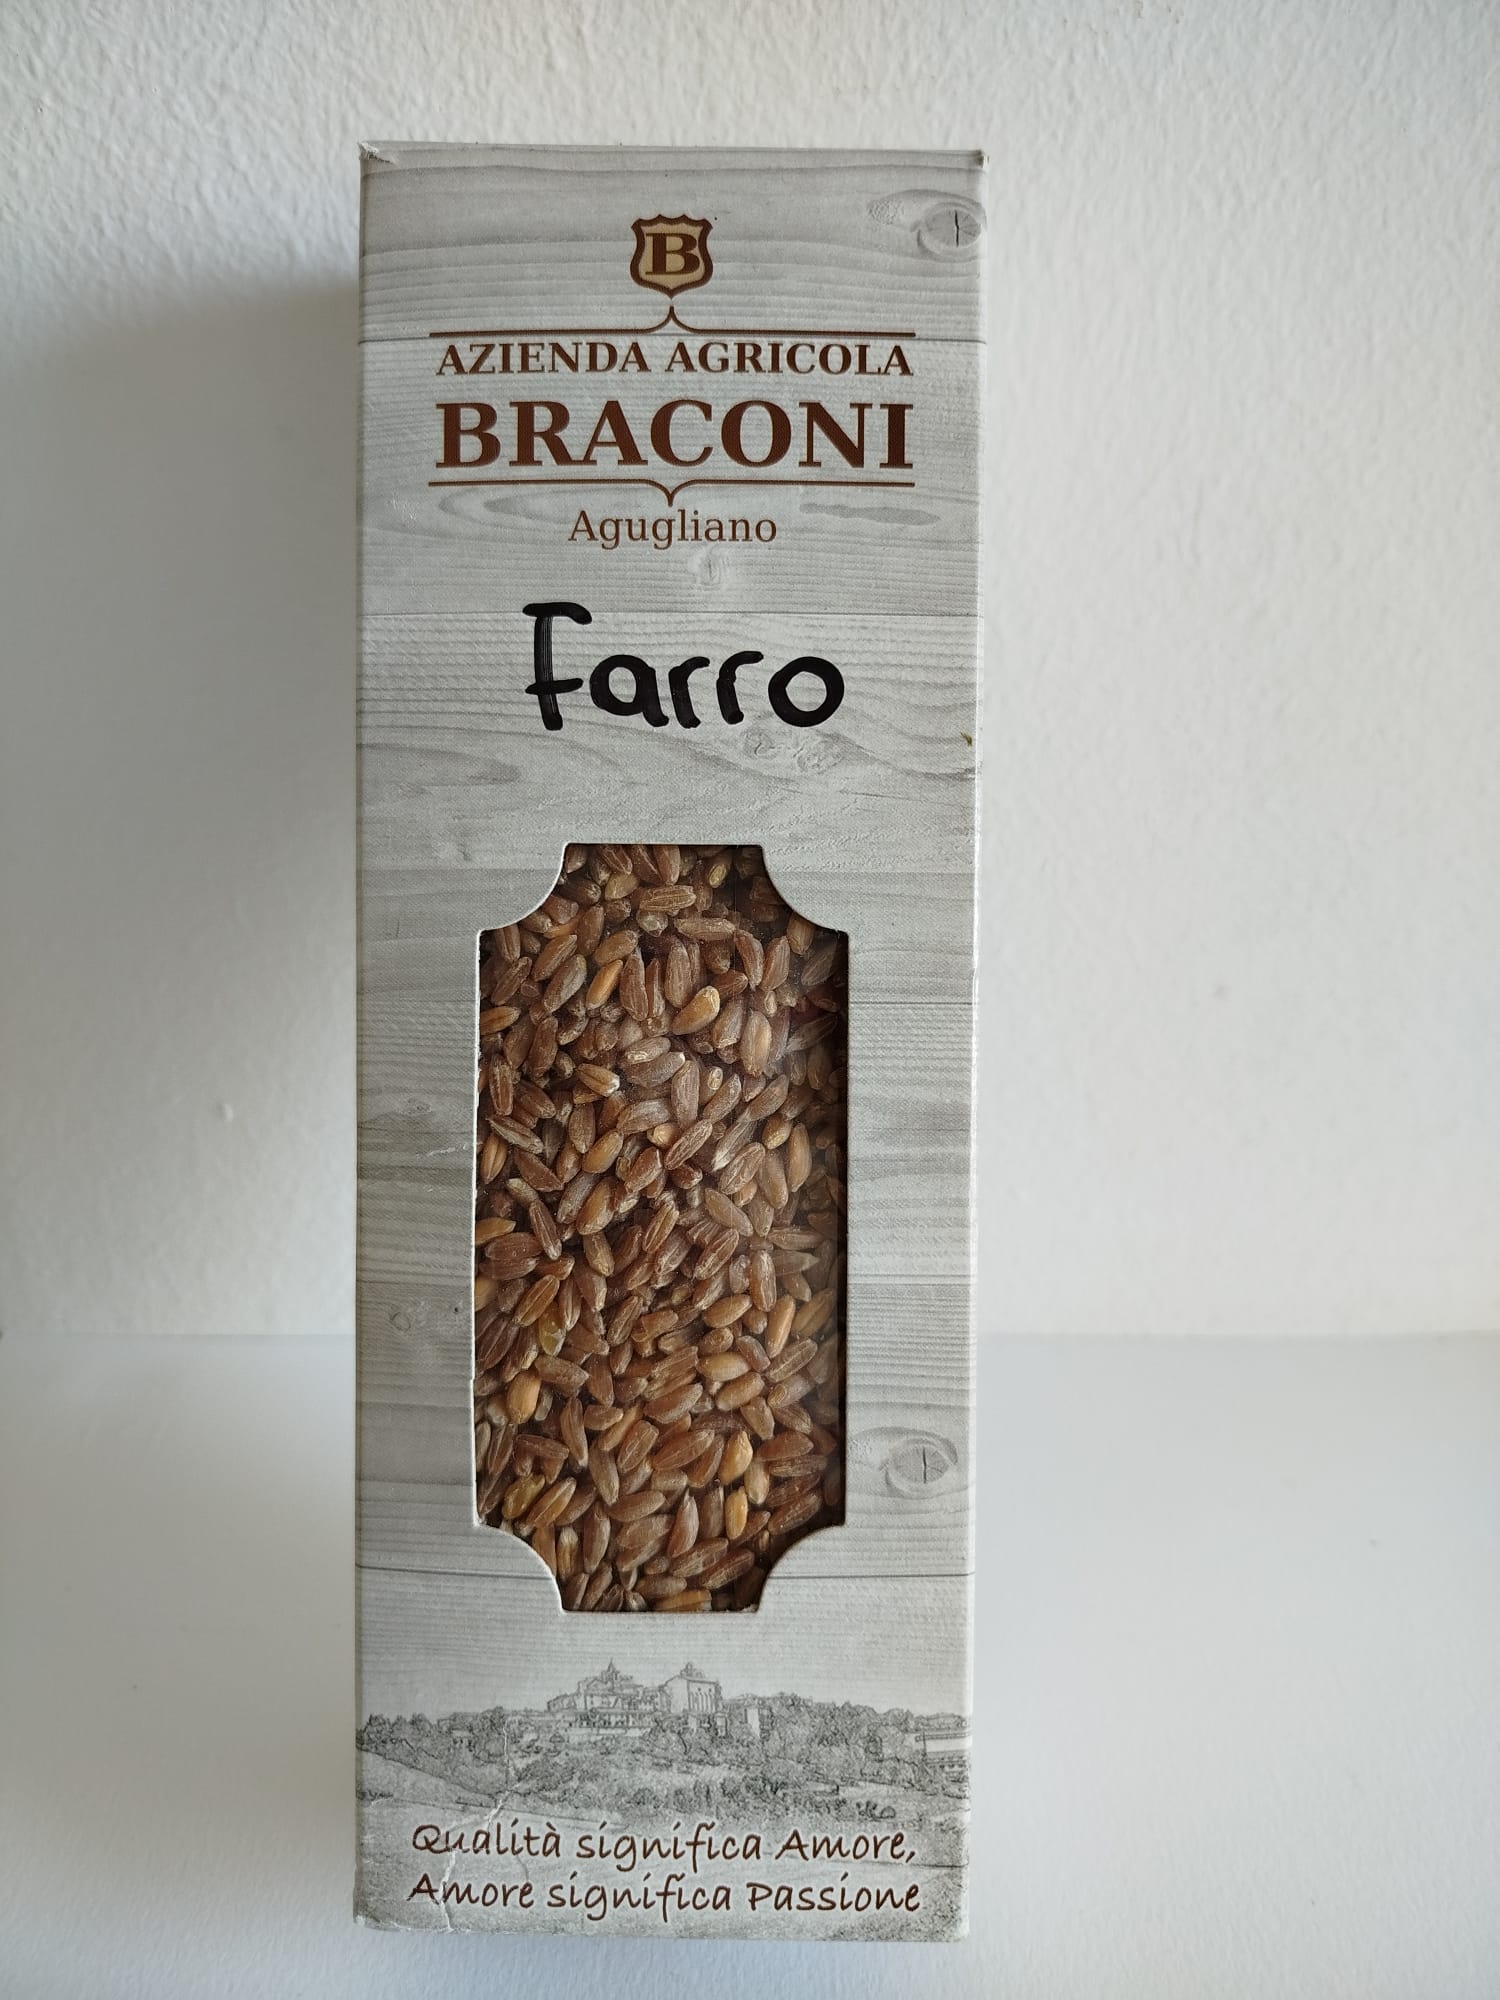 B
AZIENDA AGRICOLA
BRACONI
Agugliano
Farro
Qualità significa Amore,
Amore significa Passione